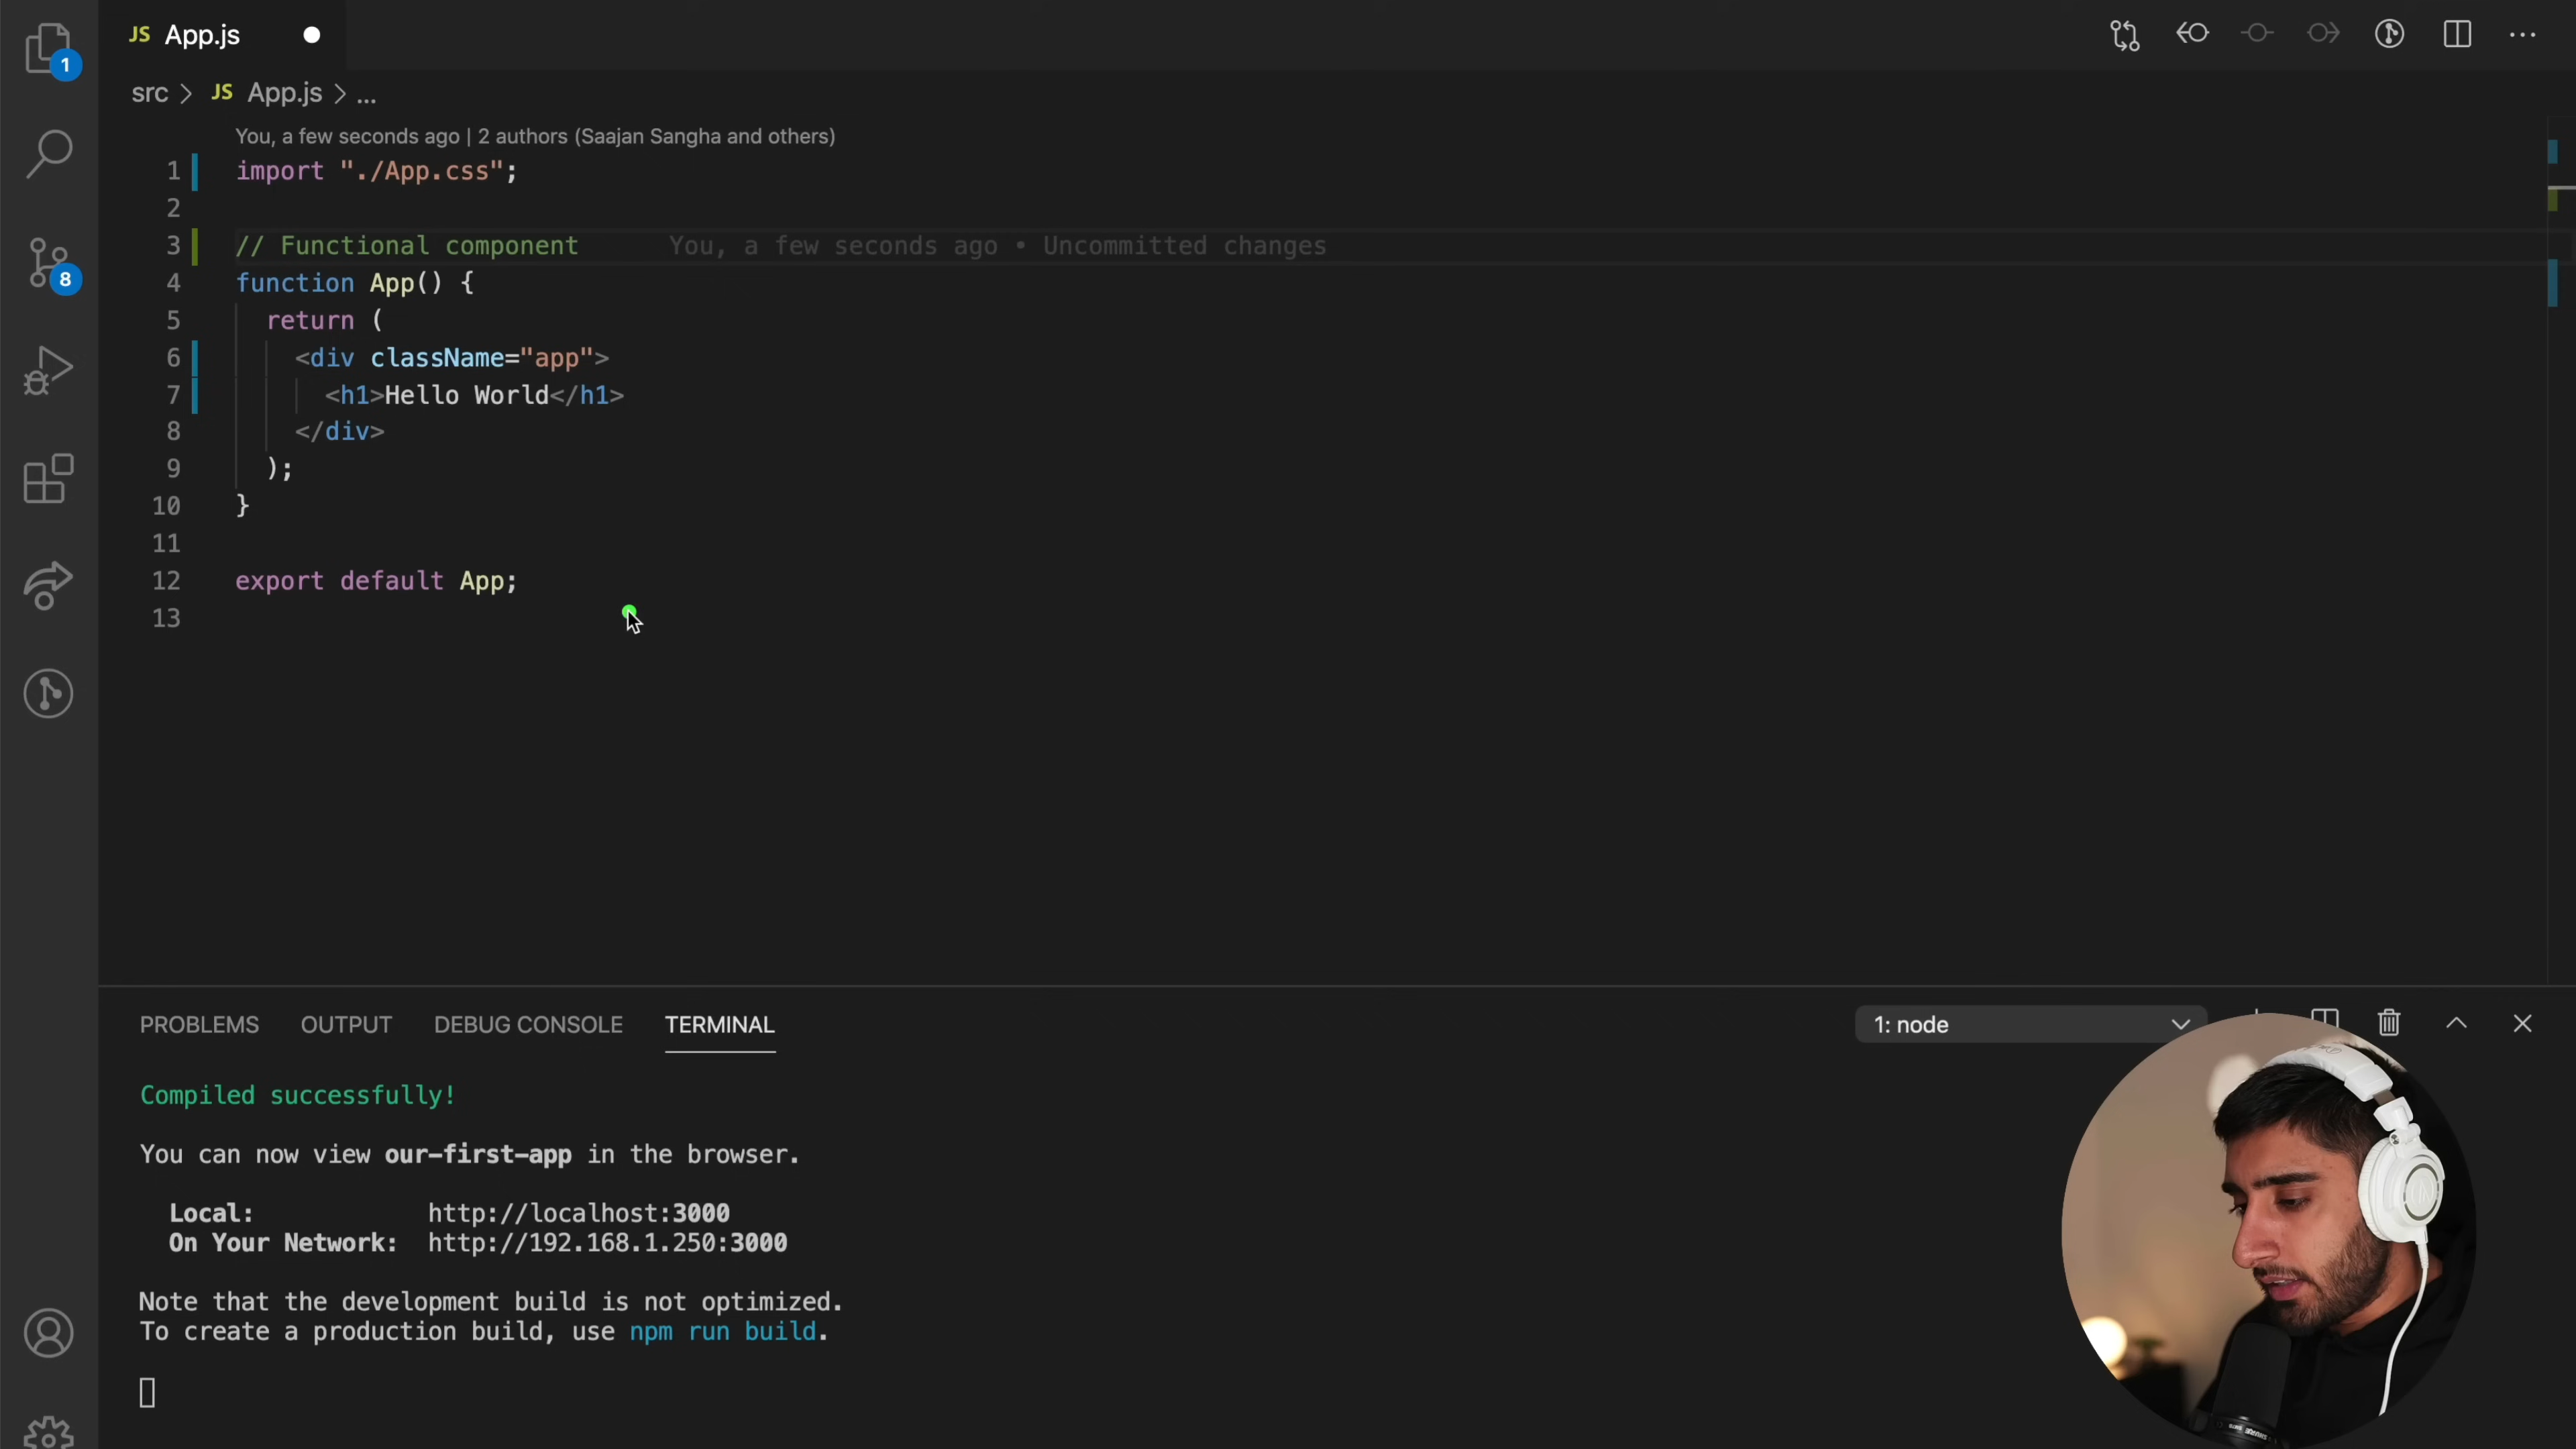 JS App.js
1
src > JS App.js > ...
You, a few seconds ago | 2 authors (Saajan Sangha and others)
1 import "./App.css";
2
3 // Functional component You, a few seconds ago • Uncommitted changes
4 function App() {
5 return (
6 <div className="app">
7 <h1>Hello World</h1>
8 </div>
9 );
10 }
11
12 export default App;
13
8
PROBLEMS OUTPUT DEBUG CONSOLE TERMINAL 1: node
Compiled successfully!
You can now view our-first-app in the browser.
Local: http://localhost:3000
On Your Network: http://192.168.1.250:3000
Note that the development build is not optimized.
To create a production build, use npm run build.